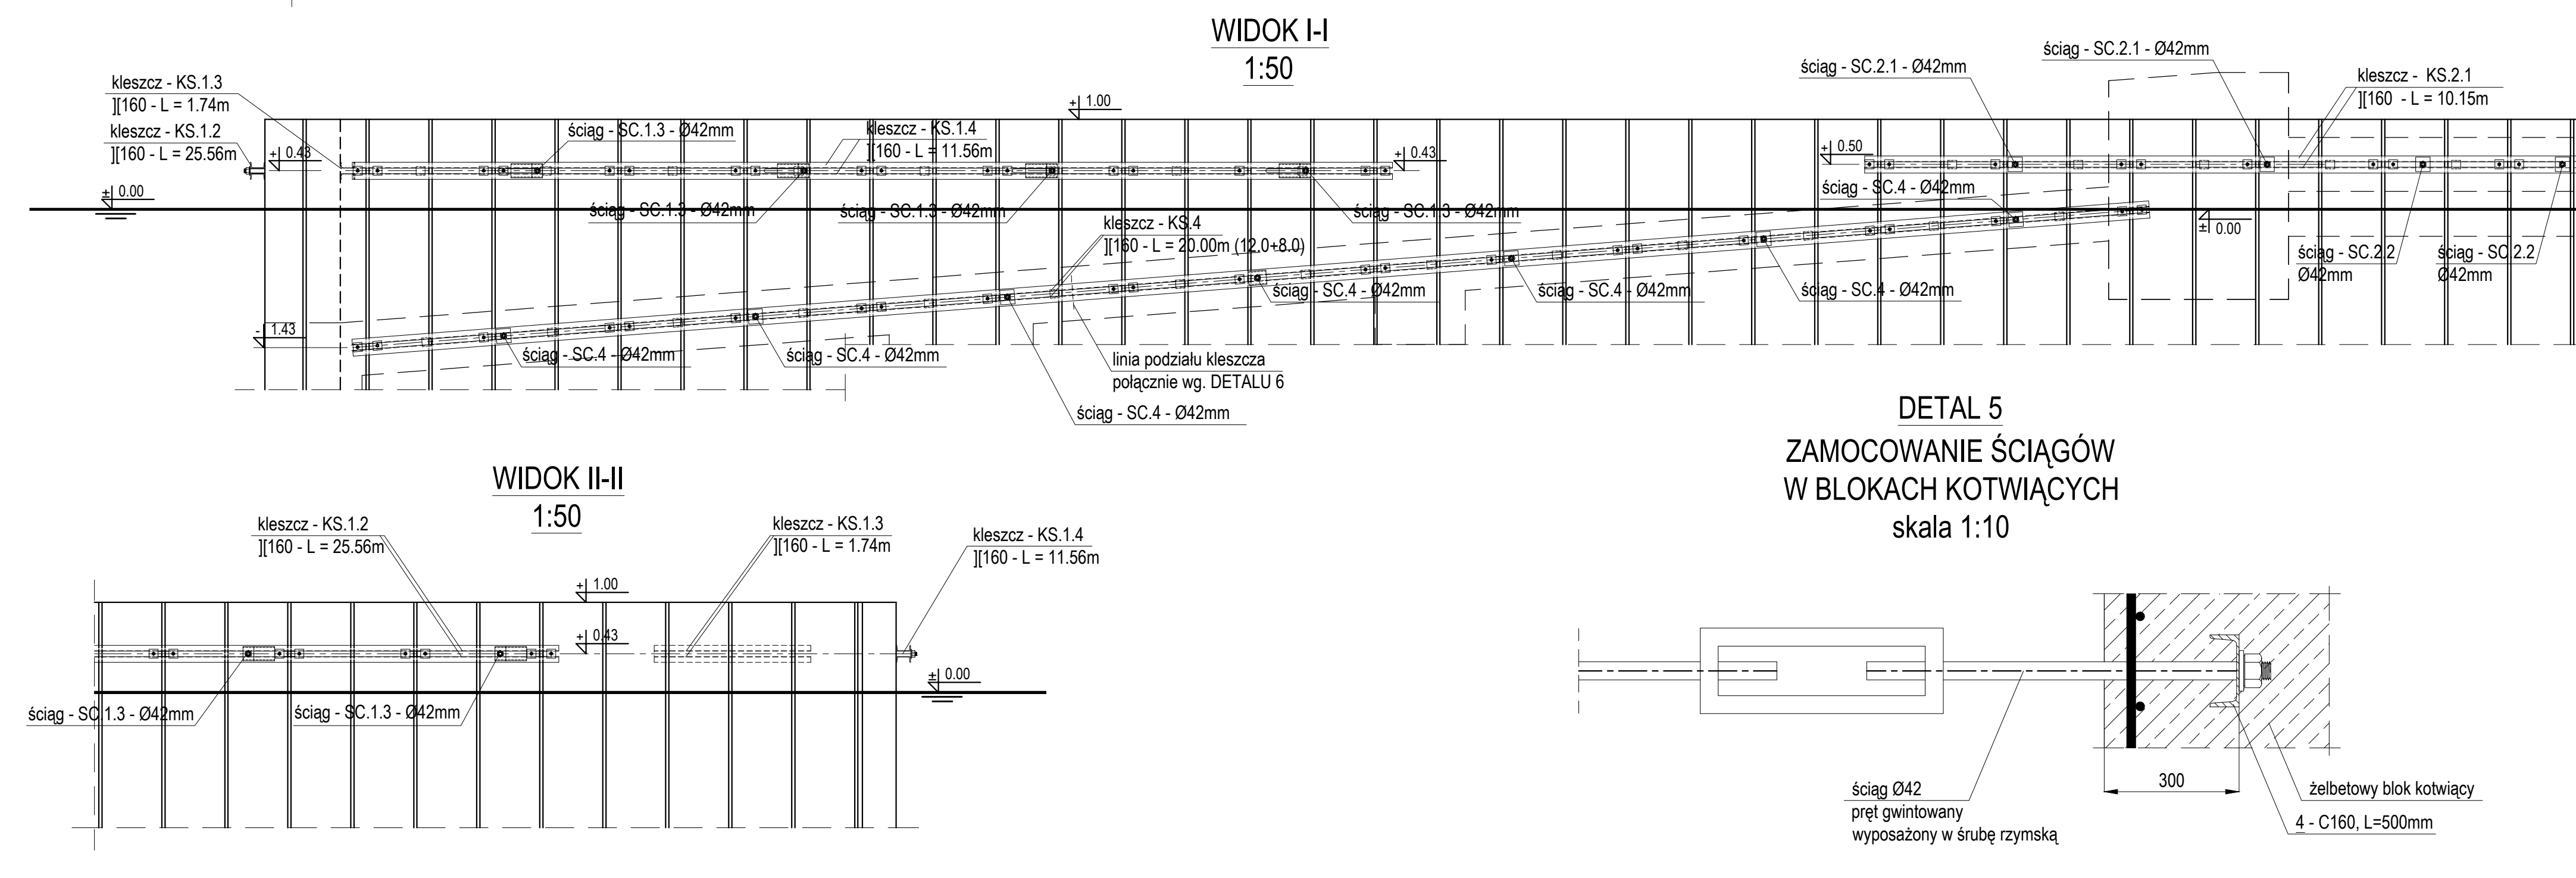 WIDOK I-I
1:50
kleszcz - KS.1.3
][160 - L = 1.74m
kleszcz - KS.1.2
][160 - L = 25.56m
+ 0.43
± 0.00
ściąg - SC.1.3 - Ø42mm
kleszcz - KS.1.4
][160 - L = 11.56m
+ 1.00
+ 0.43
ściąg - SC.1.3 - Ø42mm
ściąg - SC.1.3 - Ø42mm
ściąg - SC.1.3 - Ø42mm
ściąg - SC.2.1 - Ø42mm
ściąg - SC.2.1 - Ø42mm
kleszcz -  KS.2.1
][160  - L = 10.15m
+ 0.50
ściąg - SC.4 - Ø42mm
± 0.00
ściąg - SC.2.2
Ø42mm
ściąg - SC.2.2
Ø42mm
kleszcz - KS.4
][160 - L = 20.00m (12.0+8.0)
ściąg - SC.4 - Ø42mm
ściąg - SC.4 - Ø42mm
ściąg - SC.4 - Ø42mm
- 1.43
ściąg - SC.4 - Ø42mm
ściąg - SC.4 - Ø42mm
linia podziału kleszcza
połącznie wg. DETALU 6
ściąg - SC.4 - Ø42mm
WIDOK II-II
1:50
kleszcz - KS.1.2
][160 - L = 25.56m
kleszcz - KS.1.3
][160 - L = 1.74m
kleszcz - KS.1.4
][160 - L = 11.56m
+ 1.00
+ 0.43
± 0.00
ściąg - SC.1.3 - Ø42mm
ściąg - SC.1.3 - Ø42mm
DETAL 5
ZAMOCOWANIE ŚCIĄGÓW
W BLOKACH KOTWIĄCYCH
skala 1:10
300
ściąg Ø42
pręt gwintowany
wyposażony w śrubę rzymską
żelbetowy blok kotwiący
4 - C160, L=500mm